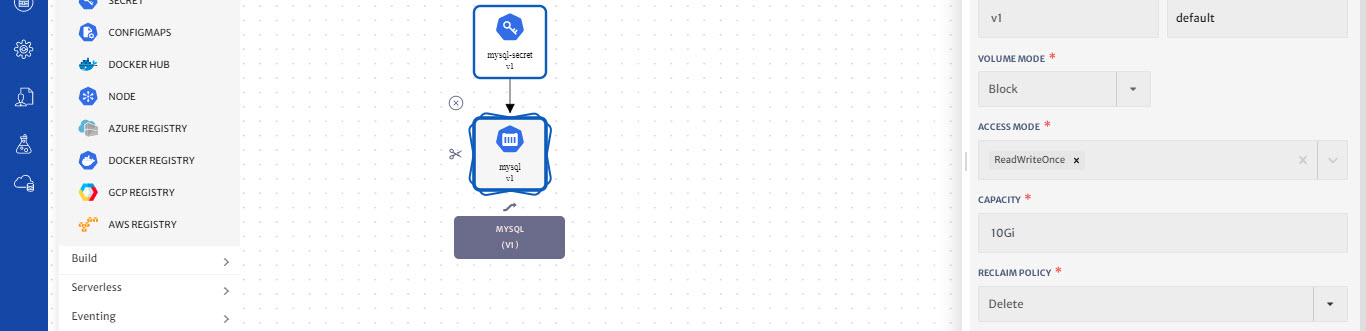 SECRET
CONFIGMAPS
DOCKER HUB
NODE
AZURE REGISTRY
DOCKER REGISTRY
GCP REGISTRY
AWS REGISTRY
Build
Serverless
Eventing
mysql-secret
v1
mysql
v1
MYSQL
(V1)
v1
default
VOLUME MODE *
Block
ACCESS MODE *
ReadWriteOnce x
CAPACITY *
10Gi
RECLAIM POLICY *
Delete